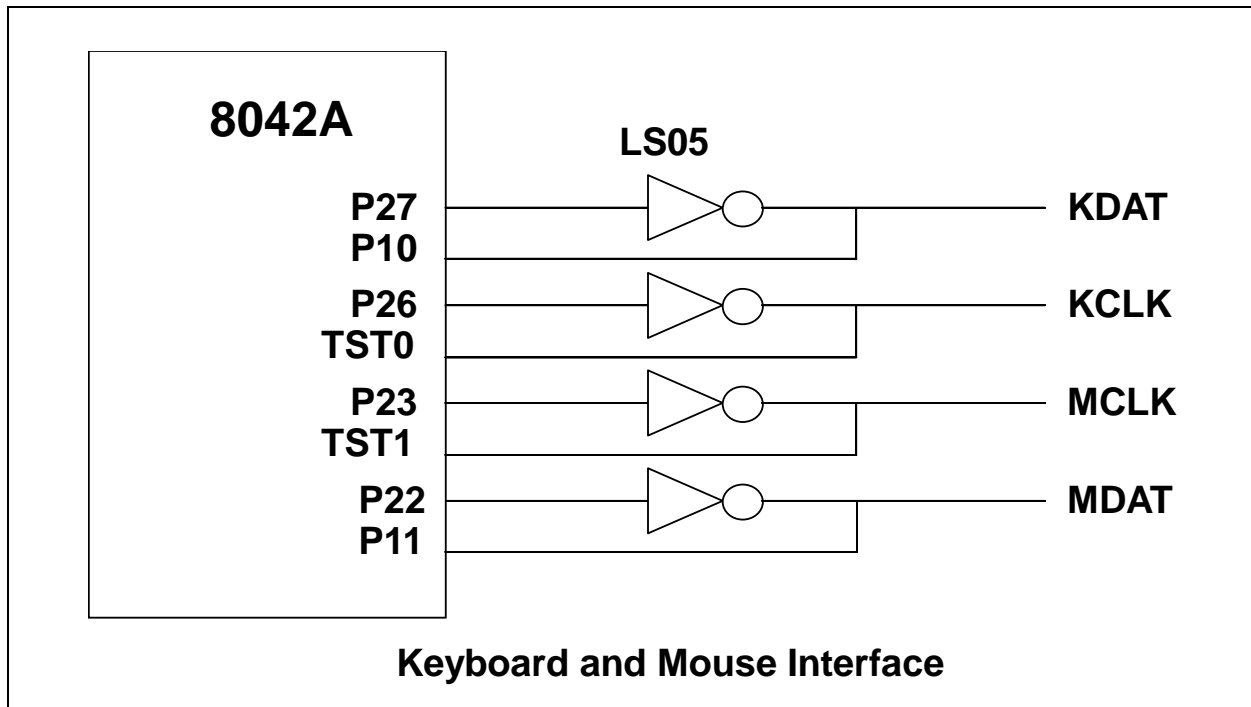 8042A
LS05
P27 KDAT
P10
P26 KCLK
TST0
P23 MCLK
TST1
P22 MDAT
P11
Keyboard and Mouse Interface